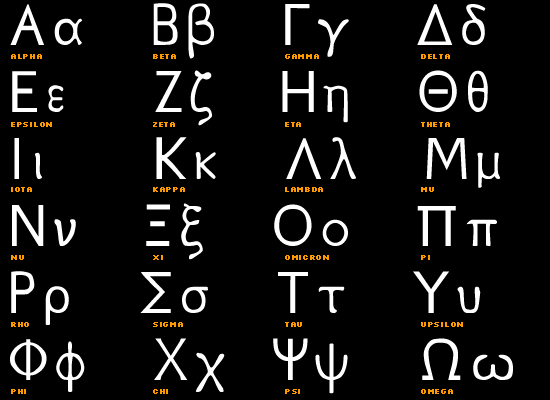 Αα Ββ Γγ Δδ
ALPHA BETA GAMMA DELTA
Εε Ζζ Ηη Θθ
EPSILON ZETA ETA THETA
Ιι Κκ Λλ Μμ
IOTA KAPPA LAMBDA MU
Νν Ξξ Οο Ππ
NU XI OMICRON PI
Ρρ Σσ Ττ Υυ
RHO SIGMA TAU UPSILON
Φϕ Χχ Ψψ Ωω
PHI CHI PSI OMEGA